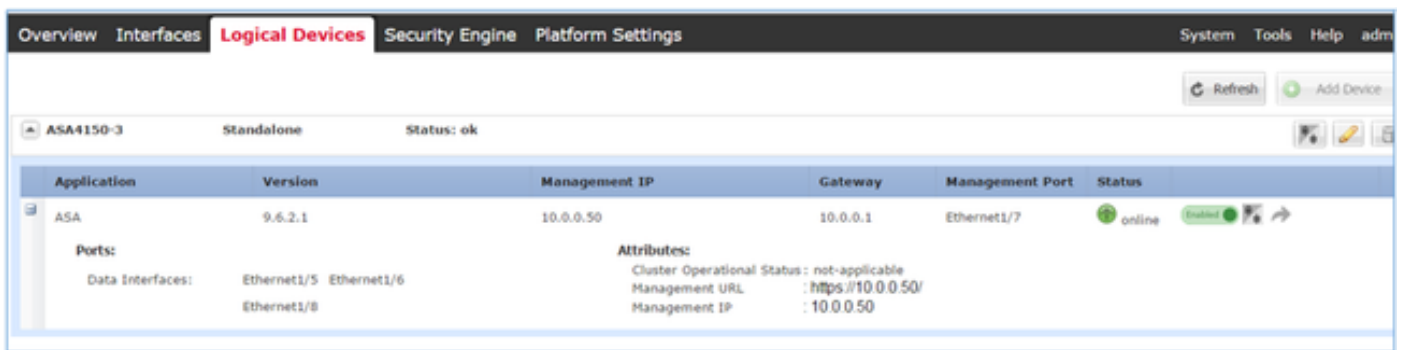 Overview Interfaces Logical Devices Security Engine Platform Settings System Tools Help adm
Refresh Add Device
ASA4150-3 Standalone Status: ok
Application Version Management IP Gateway Management Port Status
ASA 9.6.2.1 10.0.0.50 10.0.0.1 Ethernet1/7 online Enabled
Ports: Attributes:
Cluster Operational Status : not-applicable
Data Interfaces: Ethernet1/5 Ethernet1/6 Management URL : https://10.0.0.50/
Ethernet1/8 Management IP : 10.0.0.50